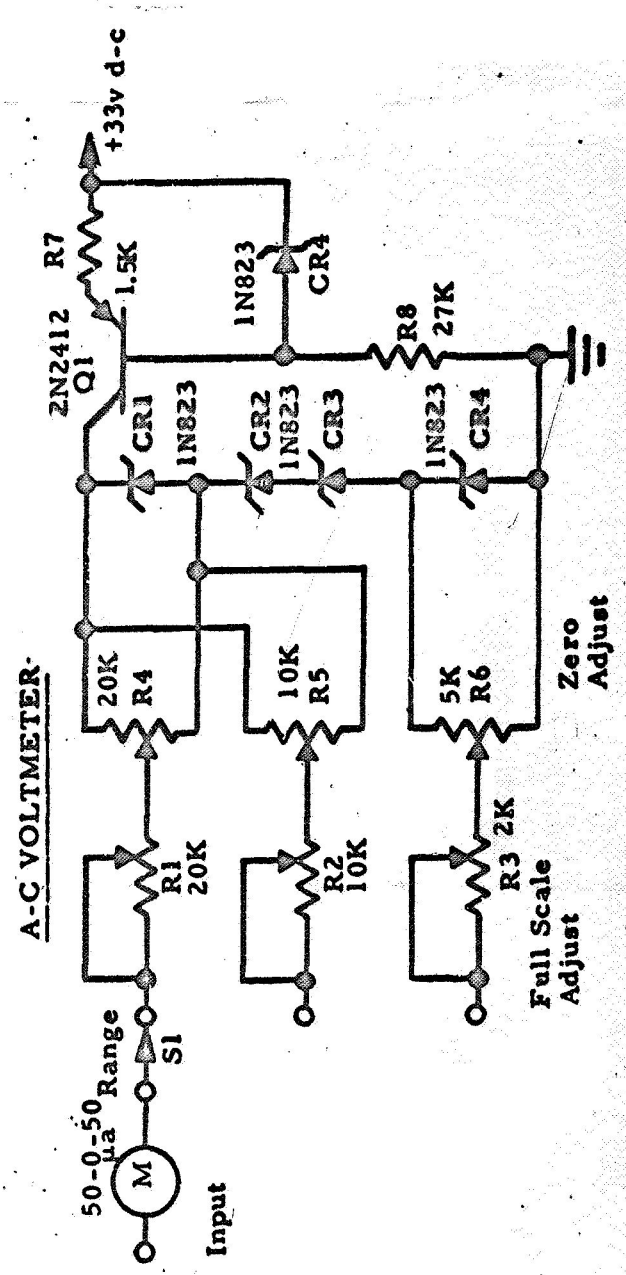 A-C VOLTMETER-
+33v d-c
R7
1.5K
2N2412
Q1
1N823
CR4
R8
27K
CR1
1N823
CR2
1N823
CR3
1N823
CR4
20K
R4
10K
R5
5K
R6
Zero
Adjust
R1
20K
R2
10K
2K
R3
Full Scale
Adjust
50-0-50
µa
M
Range
S1
Input